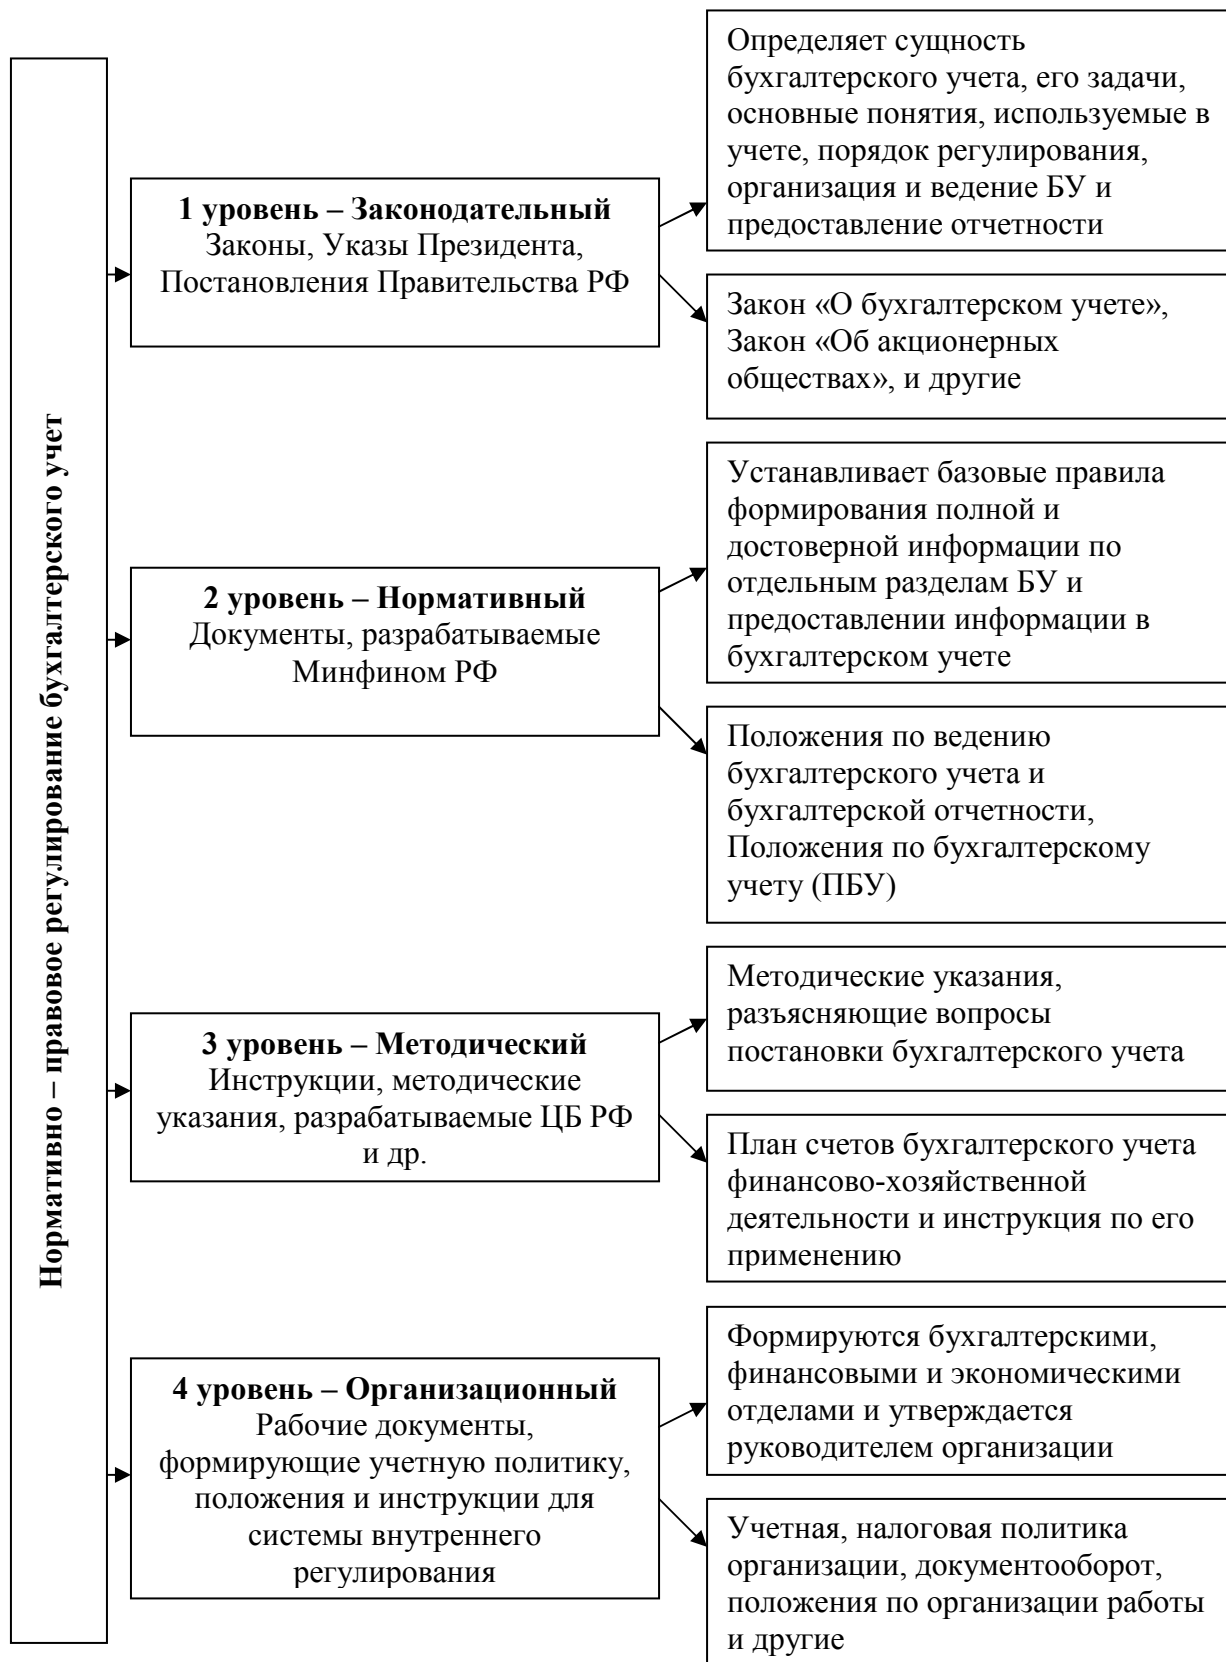 Нормативно – правовое регулирование бухгалтерского учет
1 уровень – Законодательный
Законы, Указы Президента,
Постановления Правительства РФ
Определяет сущность
бухгалтерского учета, его задачи,
основные понятия, используемые в
учете, порядок регулирования,
организация и ведение БУ и
предоставление отчетности
Закон «О бухгалтерском учете»,
Закон «Об акционерных
обществах», и другие
2 уровень – Нормативный
Документы, разрабатываемые
Минфином РФ
Устанавливает базовые правила
формирования полной и
достоверной информации по
отдельным разделам БУ и
предоставлении информации в
бухгалтерском учете
Положения по ведению
бухгалтерского учета и
бухгалтерской отчетности,
Положения по бухгалтерскому
учету (ПБУ)
3 уровень – Методический
Инструкции, методические
указания, разрабатываемые ЦБ РФ
и др.
Методические указания,
разъясняющие вопросы
постановки бухгалтерского учета
План счетов бухгалтерского учета
финансово-хозяйственной
деятельности и инструкция по его
применению
4 уровень – Организационный
Рабочие документы,
формирующие учетную политику,
положения и инструкции для
системы внутреннего
регулирования
Формируются бухгалтерскими,
финансовыми и экономическими
отделами и утверждается
руководителем организации
Учетная, налоговая политика
организации, документооборот,
положения по организации работы
и другие